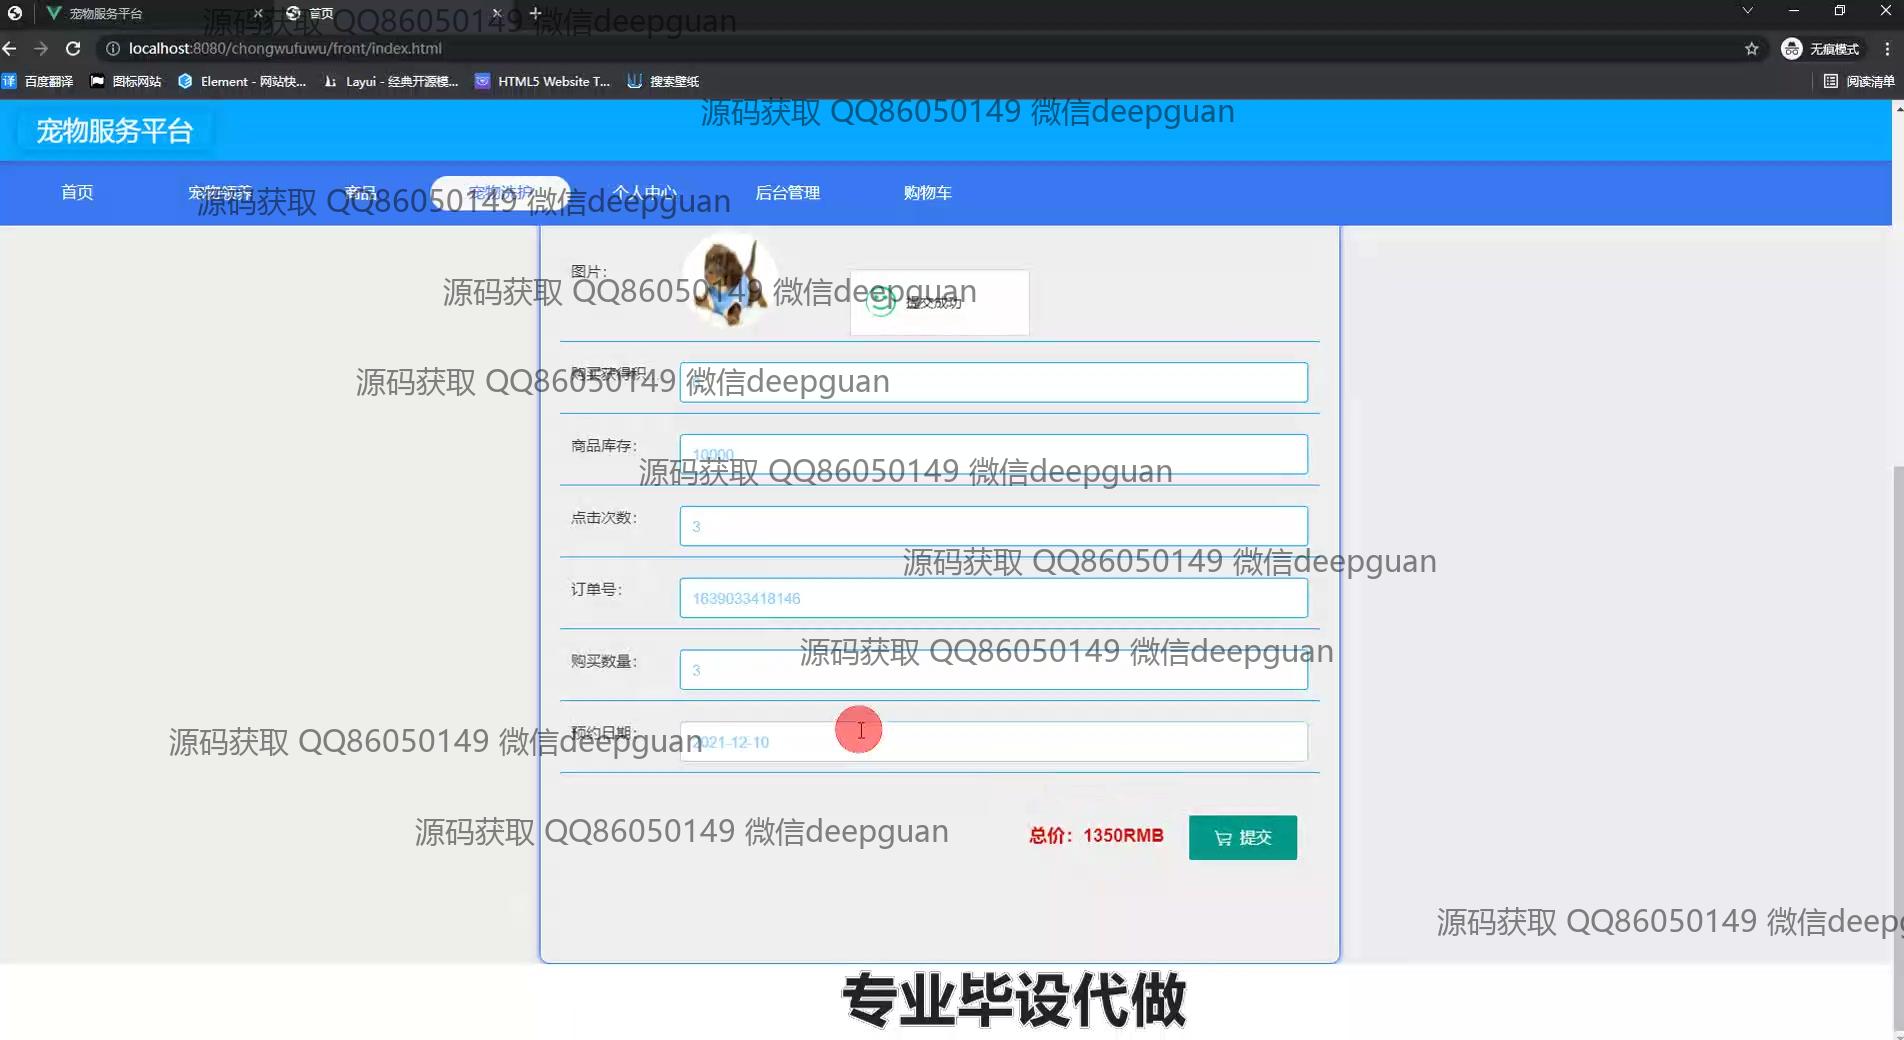 宠物服务平台
首页
源码获取 QQ86050149 微信deepguan
localhost:8080/chongwufuwu/front/index.html
无痕模式
百度翻译
图标网站
Element - 网站快...
Layui - 经典开源模...
HTML5 Website T...
搜索壁纸
阅读清单
源码获取 QQ86050149 微信deepguan
宠物服务平台
首页
宠物领养
商品
宠物洗护
个人中心
后台管理
购物车
源码获取 QQ86050149 微信deepguan
图片：
提交成功
源码获取 QQ86050149 微信deepguan
购买获得积
源码获取 QQ86050149 微信deepguan
商品库存：
10000
源码获取 QQ86050149 微信deepguan
点击次数：
3
源码获取 QQ86050149 微信deepguan
订单号：
1639033418146
购买数量：
3
源码获取 QQ86050149 微信deepguan
预约日期：
2021-12-10
源码获取 QQ86050149 微信deepguan
总价：1350RMB
提交
源码获取 QQ86050149 微信deepguan
源码获取 QQ86050149 微信deep
专业毕设代做